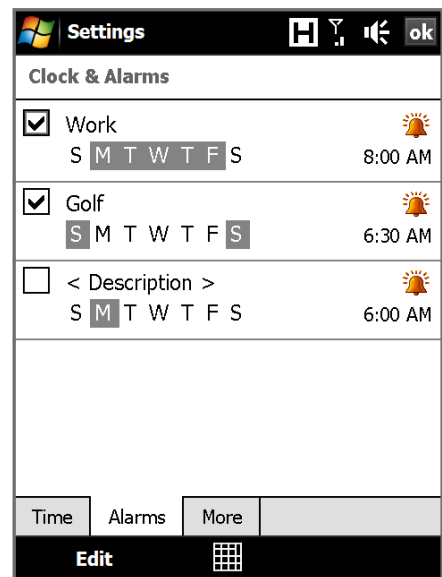 Settings H ok
Clock & Alarms
Work
S M T W T F S 8:00 AM
Golf
S M T W T F S 6:30 AM
< Description >
S M T W T F S 6:00 AM
Time Alarms More
Edit